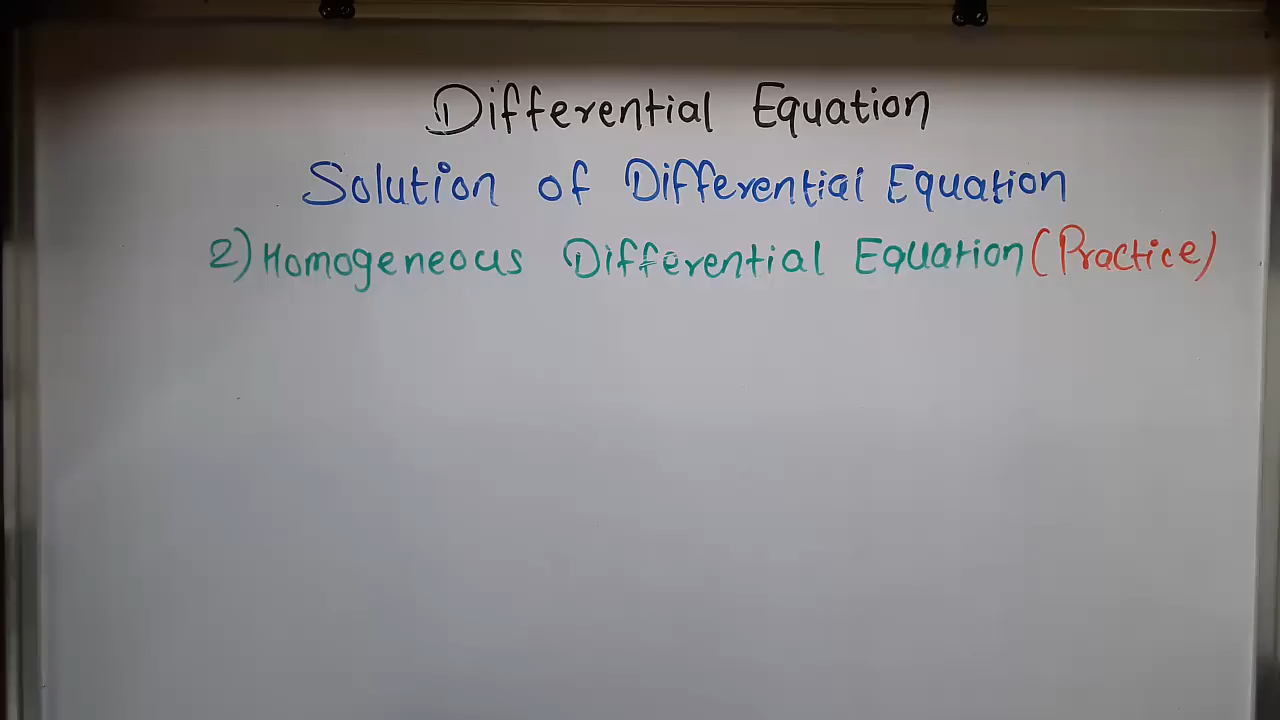 Differential Equation
Solution of Differential Equation
2) Homogeneous Differential Equation (Practice)